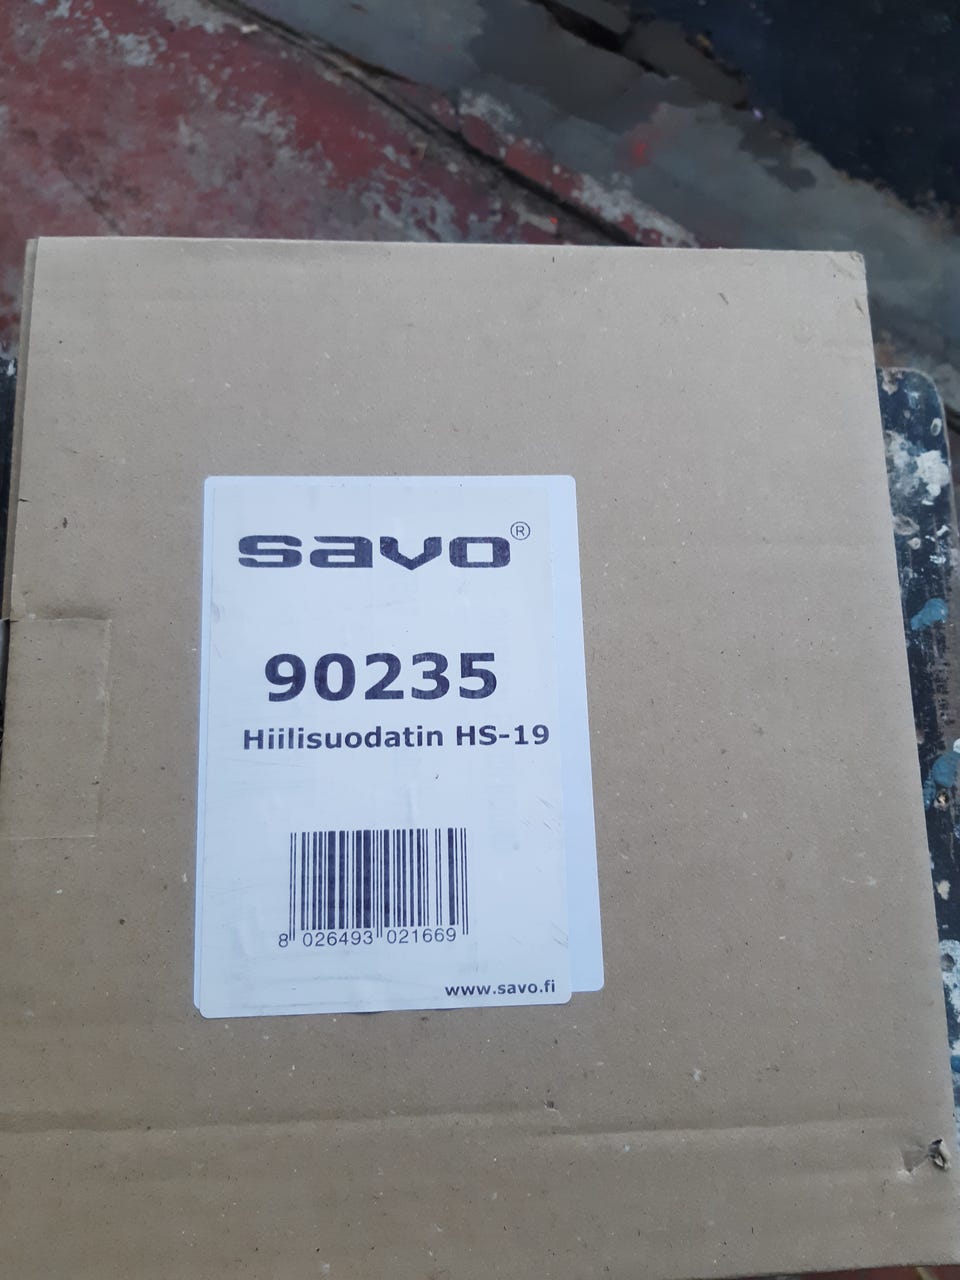 savo®
90235
Hiilisuodatin HS-19
8 026493 021669
www.savo.fi